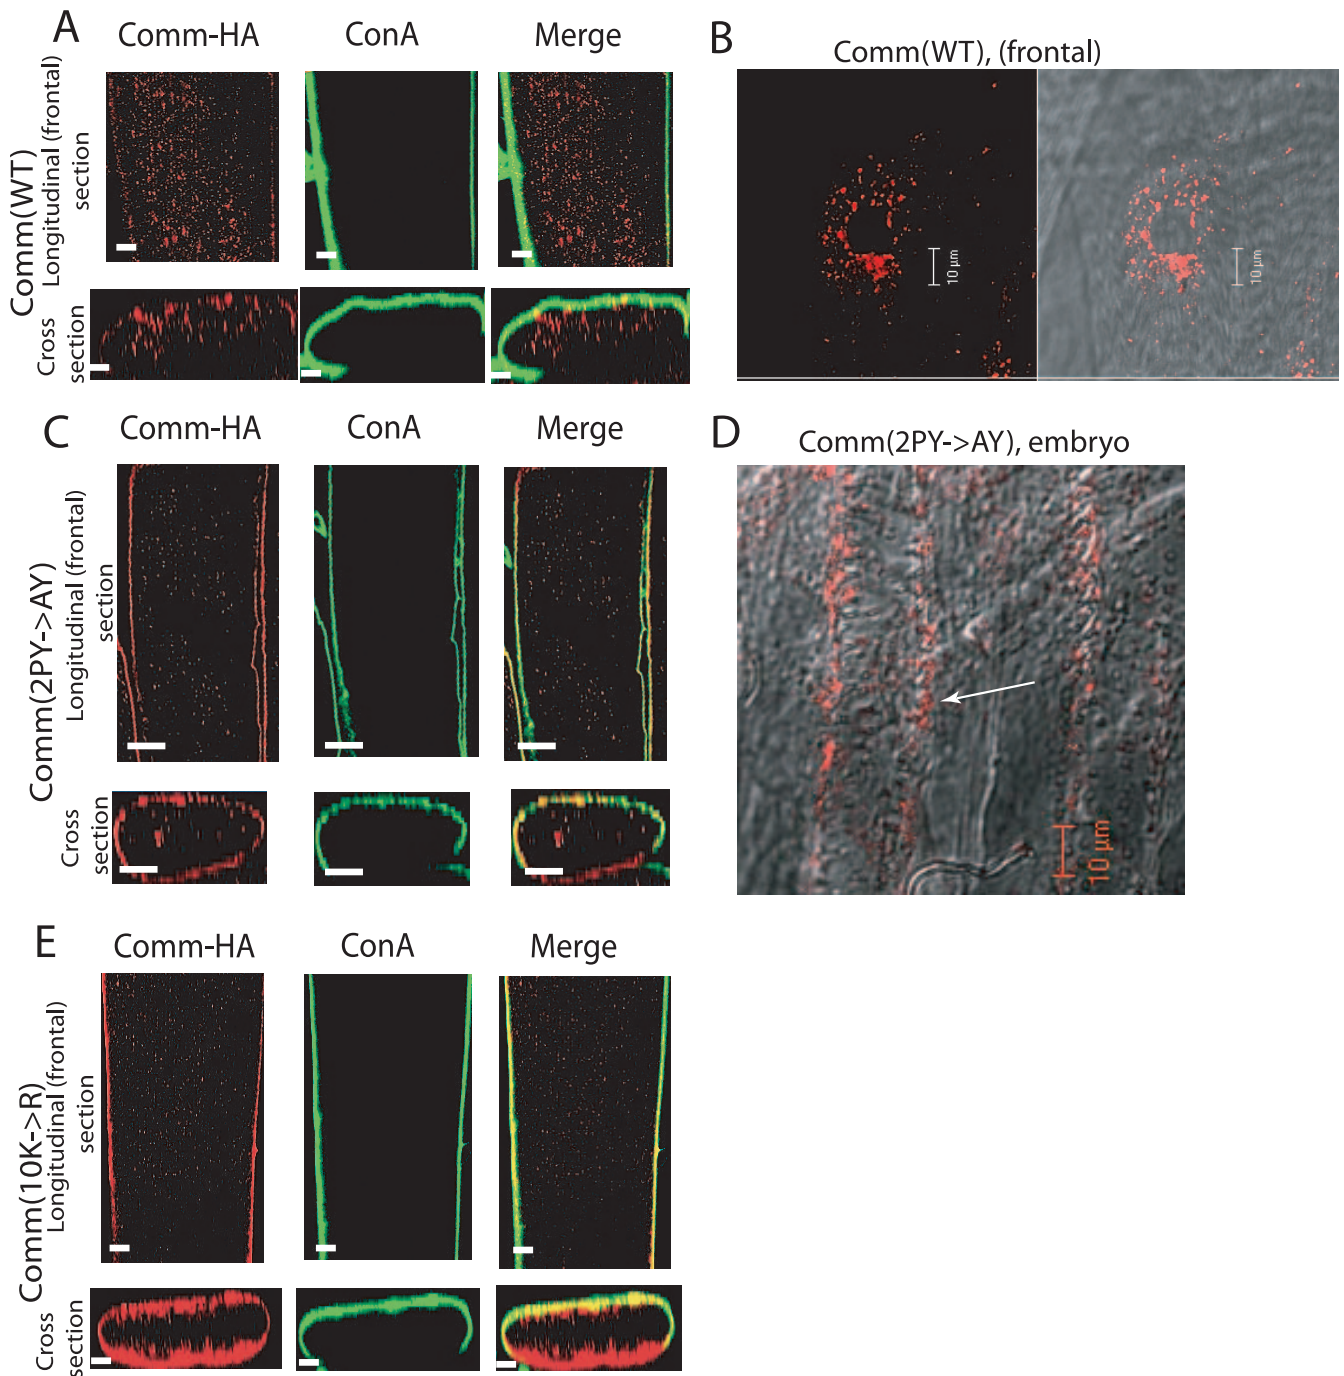 A
Comm-HA
ConA
Merge
Comm(WT)
Longitudinal (frontal)
section
Cross
section
B
Comm(WT), (frontal)
10 µm
10 µm
C
Comm-HA
ConA
Merge
Comm(2PY->AY)
Longitudinal (frontal)
section
Cross
section
D
Comm(2PY->AY), embryo
10 µm
E
Comm-HA
ConA
Merge
Comm(10K->R)
Longitudinal (frontal)
section
Cross
section